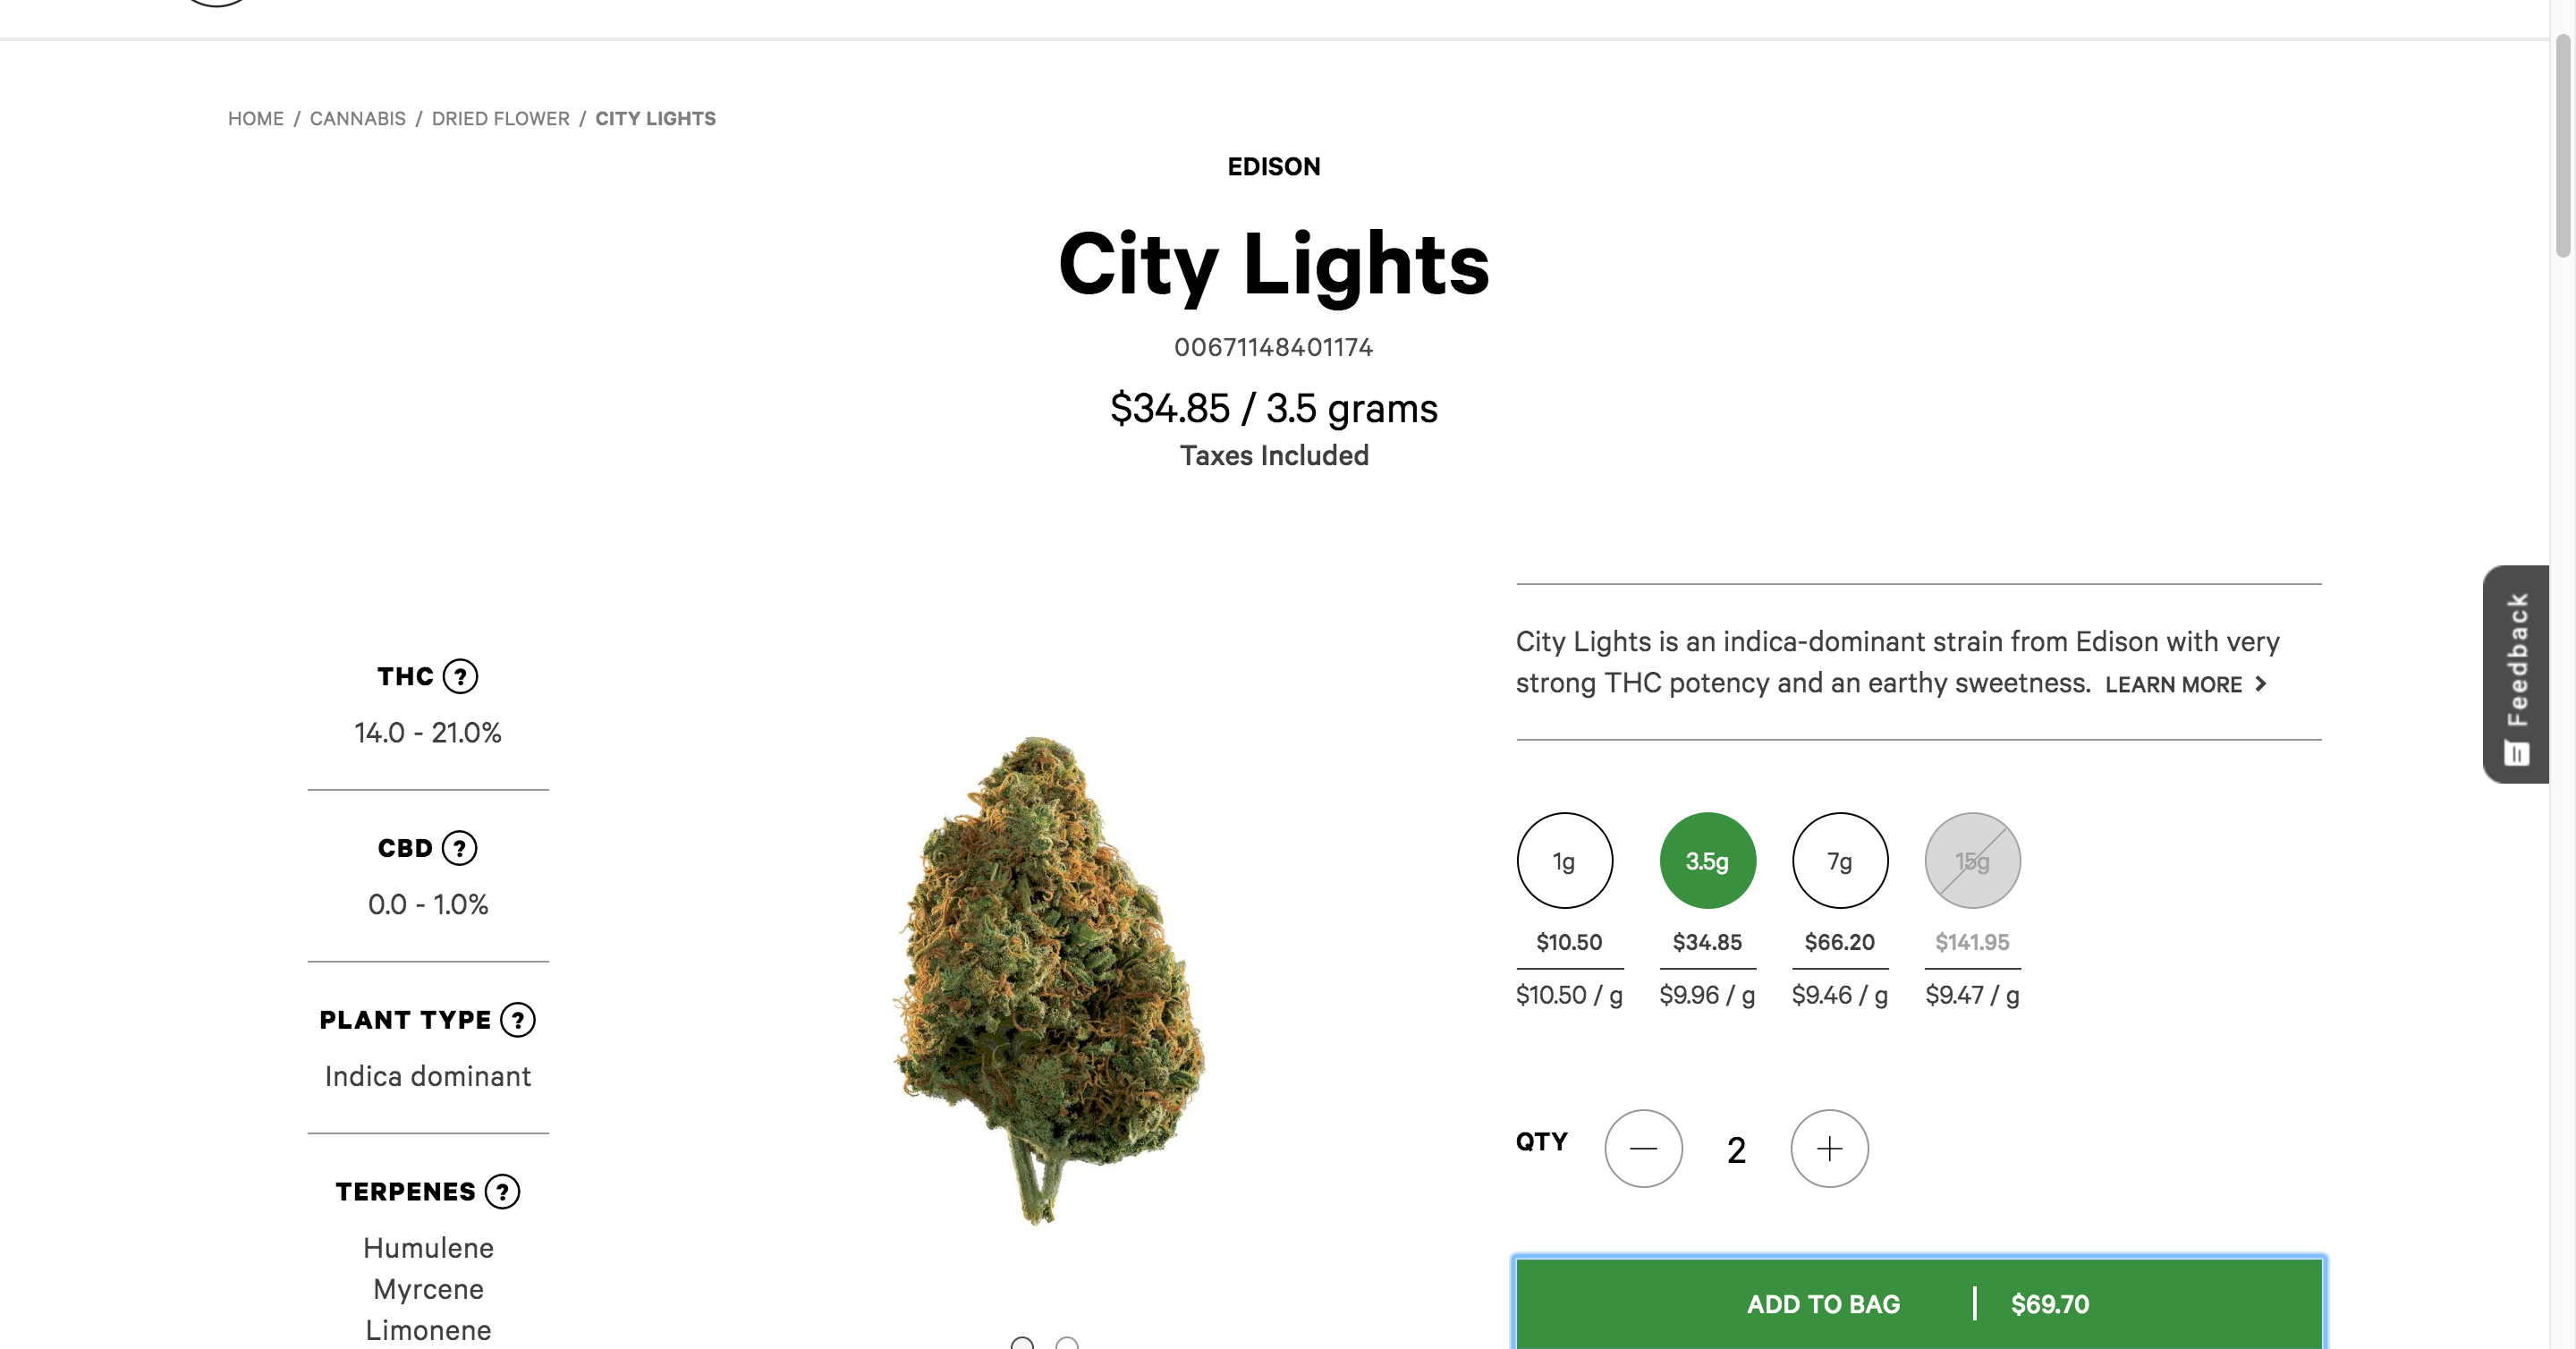 HOME / CANNABIS / DRIED FLOWER / CITY LIGHTS
EDISON
City Lights
00671148401174
$34.85 / 3.5 grams
Taxes Included
THC ?
14.0 - 21.0%
CBD ?
0.0 - 1.0%
PLANT TYPE ?
Indica dominant
TERPENES ?
Humulene
Myrcene
Limonene
City Lights is an indica-dominant strain from Edison with very
strong THC potency and an earthy sweetness. LEARN MORE >
1g 3.5g 7g 15g
$10.50 $34.85 $66.20 $141.95
$10.50 / g $9.96 / g $9.46 / g $9.47 / g
QTY — 2 +
ADD TO BAG | $69.70
Feedback